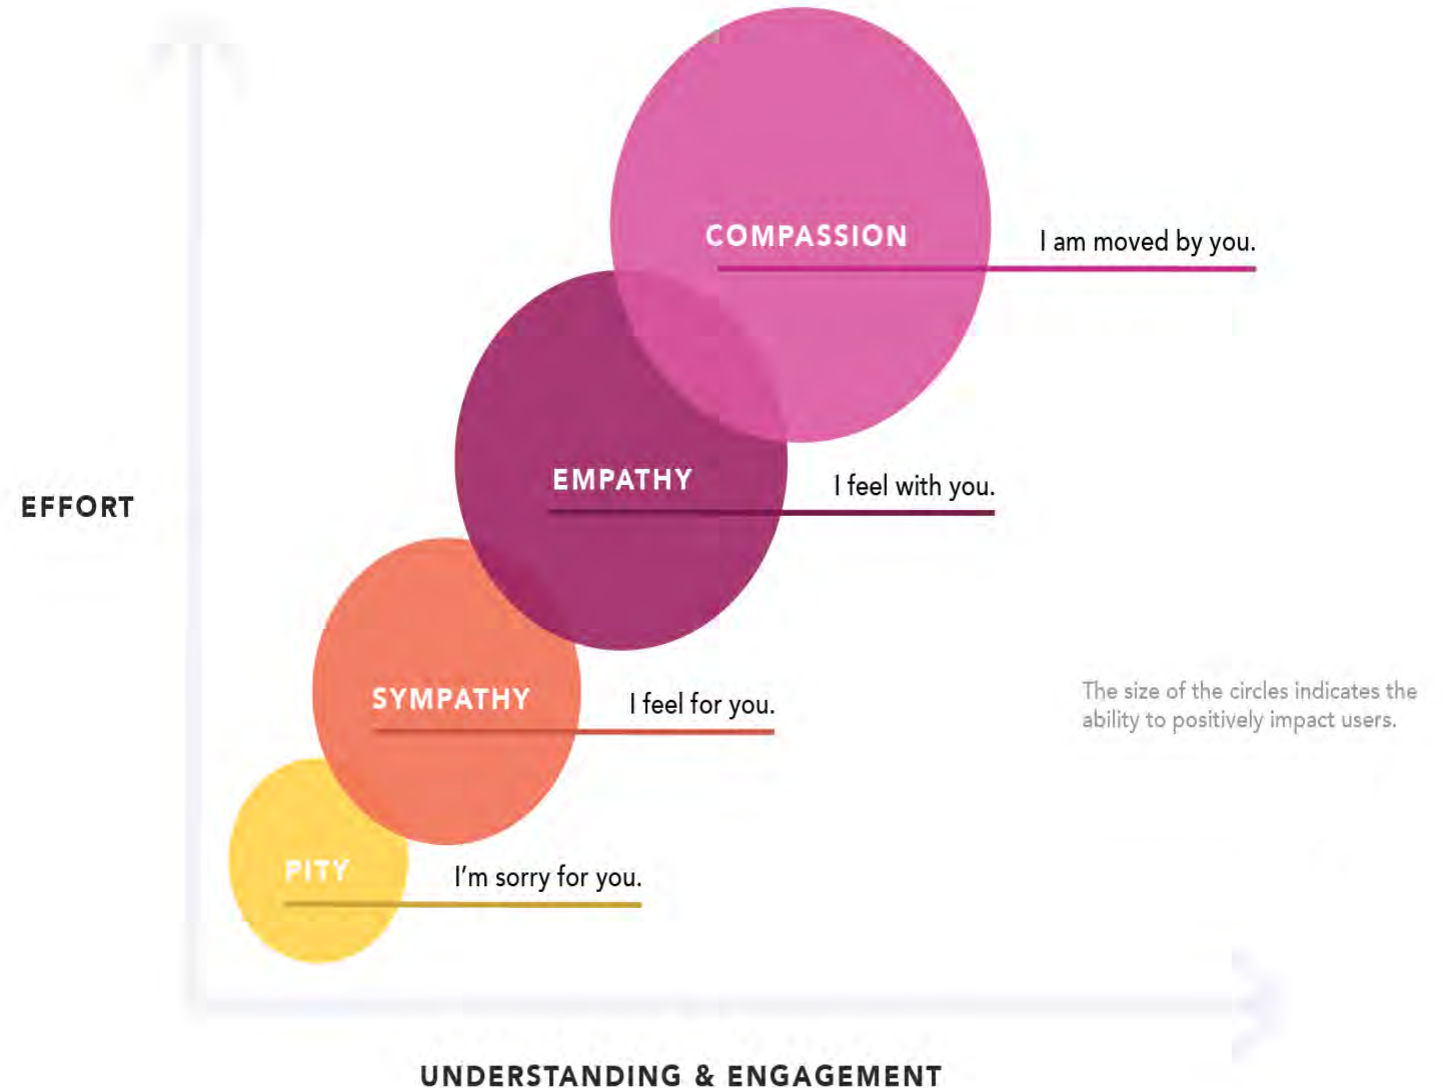 COMPASSION
I am moved by you.
EMPATHY
I feel with you.
EFFORT
SYMPATHY
I feel for you.
The size of the circles indicates the
ability to positively impact users.
PITY
I’m sorry for you.
UNDERSTANDING & ENGAGEMENT